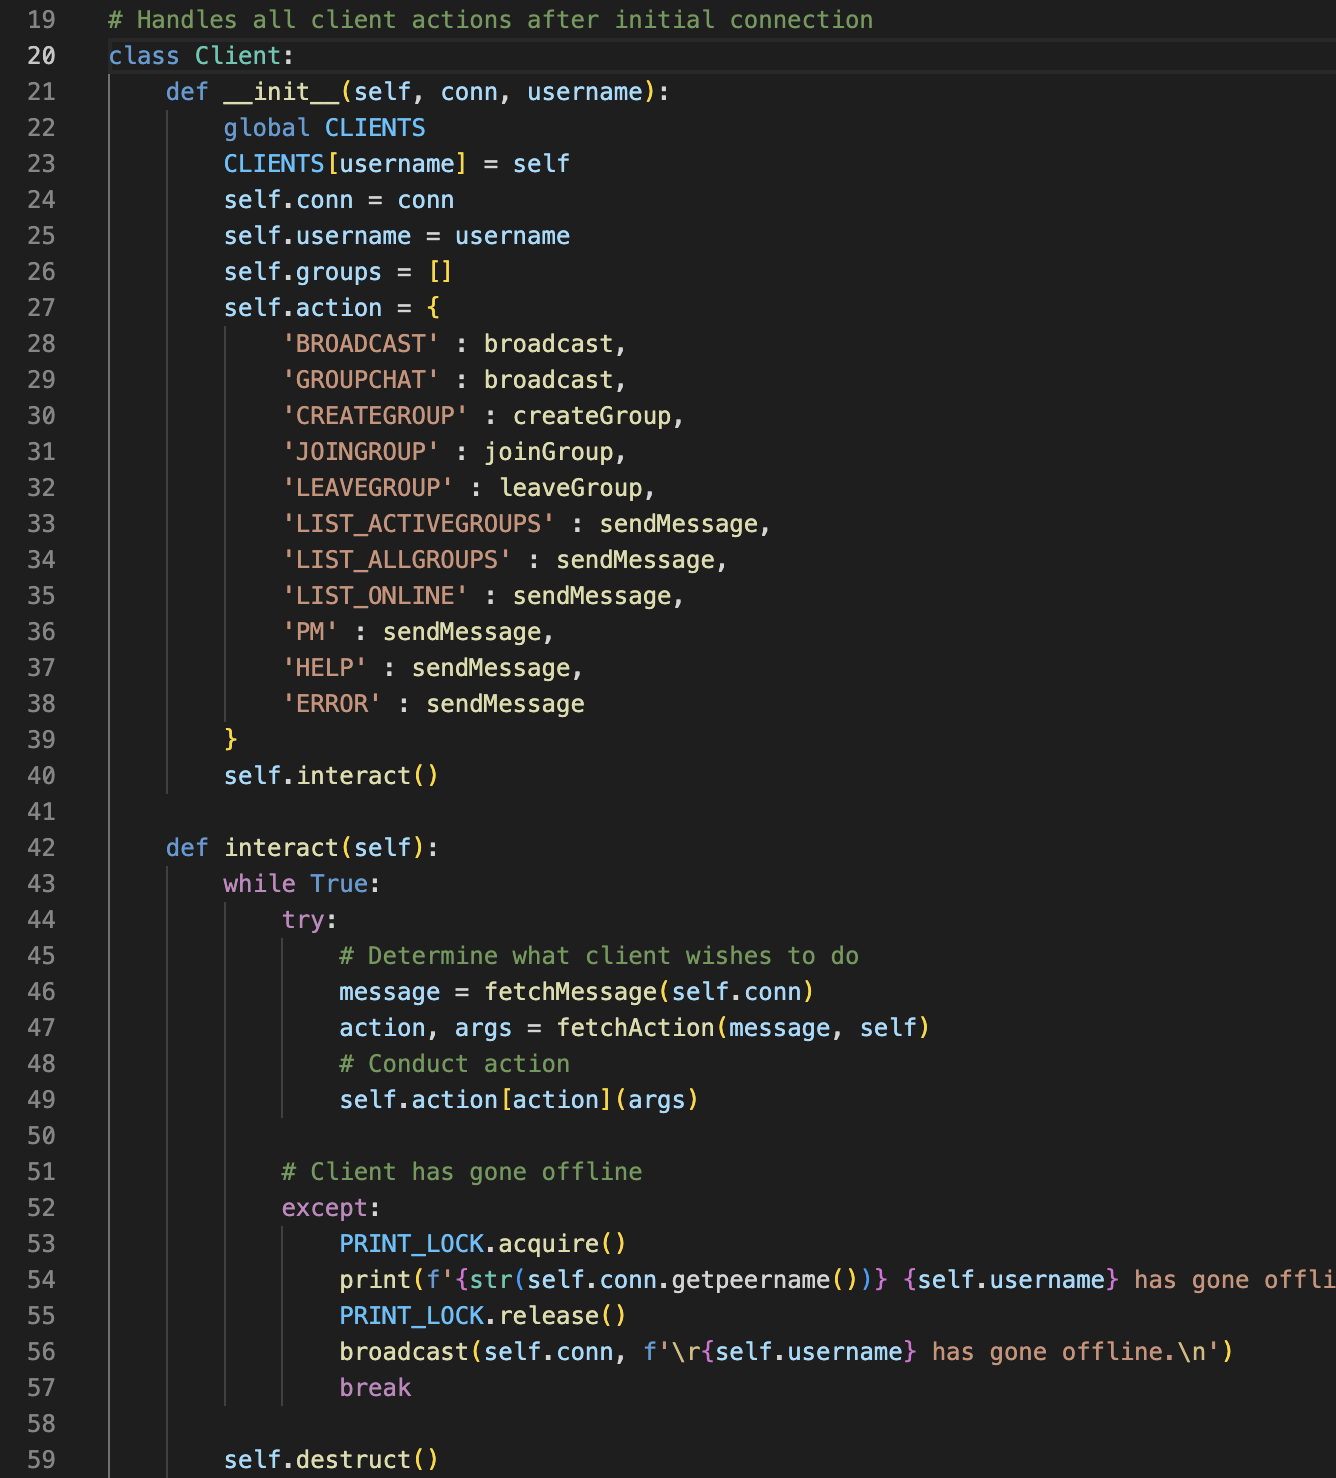 19 # Handles all client actions after initial connection
20 class Client:
21     def __init__(self, conn, username):
22         global CLIENTS
23         CLIENTS[username] = self
24         self.conn = conn
25         self.username = username
26         self.groups = []
27         self.action = {
28             'BROADCAST' : broadcast,
29             'GROUPCHAT' : broadcast,
30             'CREATEGROUP' : createGroup,
31             'JOINGROUP' : joinGroup,
32             'LEAVEGROUP' : leaveGroup,
33             'LIST_ACTIVEGROUPS' : sendMessage,
34             'LIST_ALLGROUPS' : sendMessage,
35             'LIST_ONLINE' : sendMessage,
36             'PM' : sendMessage,
37             'HELP' : sendMessage,
38             'ERROR' : sendMessage
39         }
40         self.interact()
41
42     def interact(self):
43         while True:
44             try:
45                 # Determine what client wishes to do
46                 message = fetchMessage(self.conn)
47                 action, args = fetchAction(message, self)
48                 # Conduct action
49                 self.action[action](args)
50
51             # Client has gone offline
52             except:
53                 PRINT_LOCK.acquire()
54                 print(f'{str(self.conn.getpeername())} {self.username} has gone offli
55                 PRINT_LOCK.release()
56                 broadcast(self.conn, f'\r{self.username} has gone offline.\n')
57                 break
58
59         self.destruct()